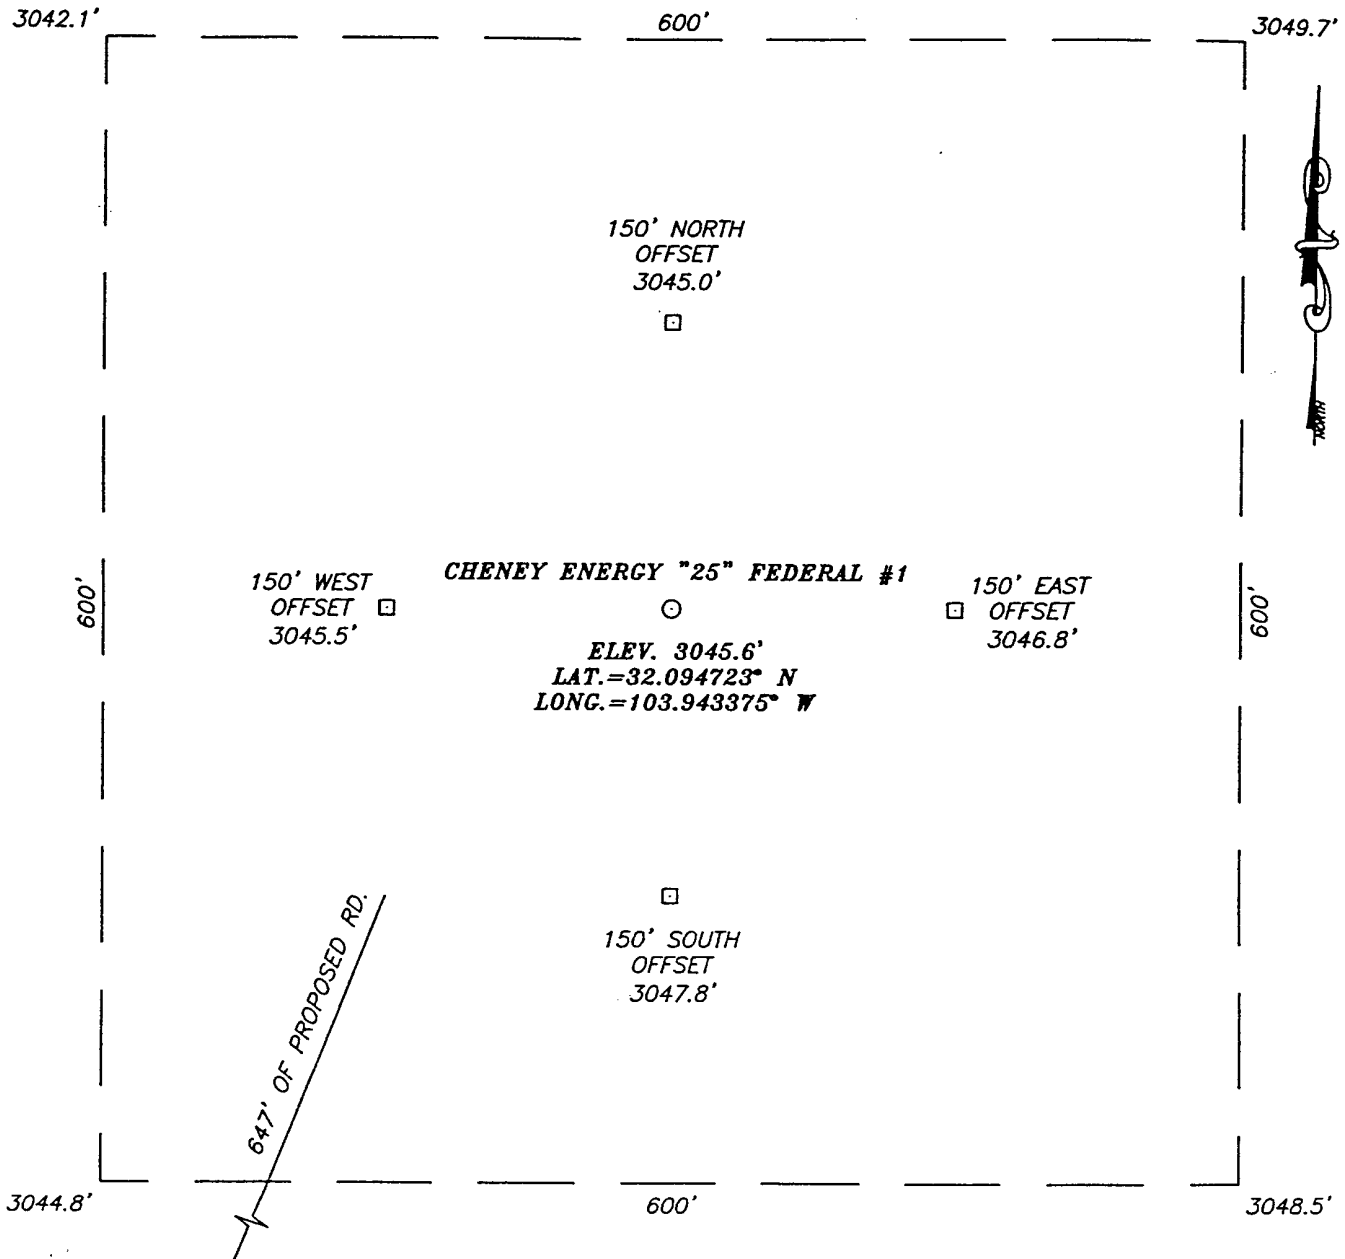 3042.1'
600'
3049.7'
150' NORTH
OFFSET
3045.0'
NORTH
600'
150' WEST
OFFSET
3045.5'
CHENEY ENERGY "25" FEDERAL #1
ELEV. 3045.6'
LAT.=32.094723° N
LONG.=103.943375° W
150' EAST
OFFSET
3046.8'
600'
150' SOUTH
OFFSET
3047.8'
647' OF PROPOSED RD.
3044.8'
600'
3048.5'